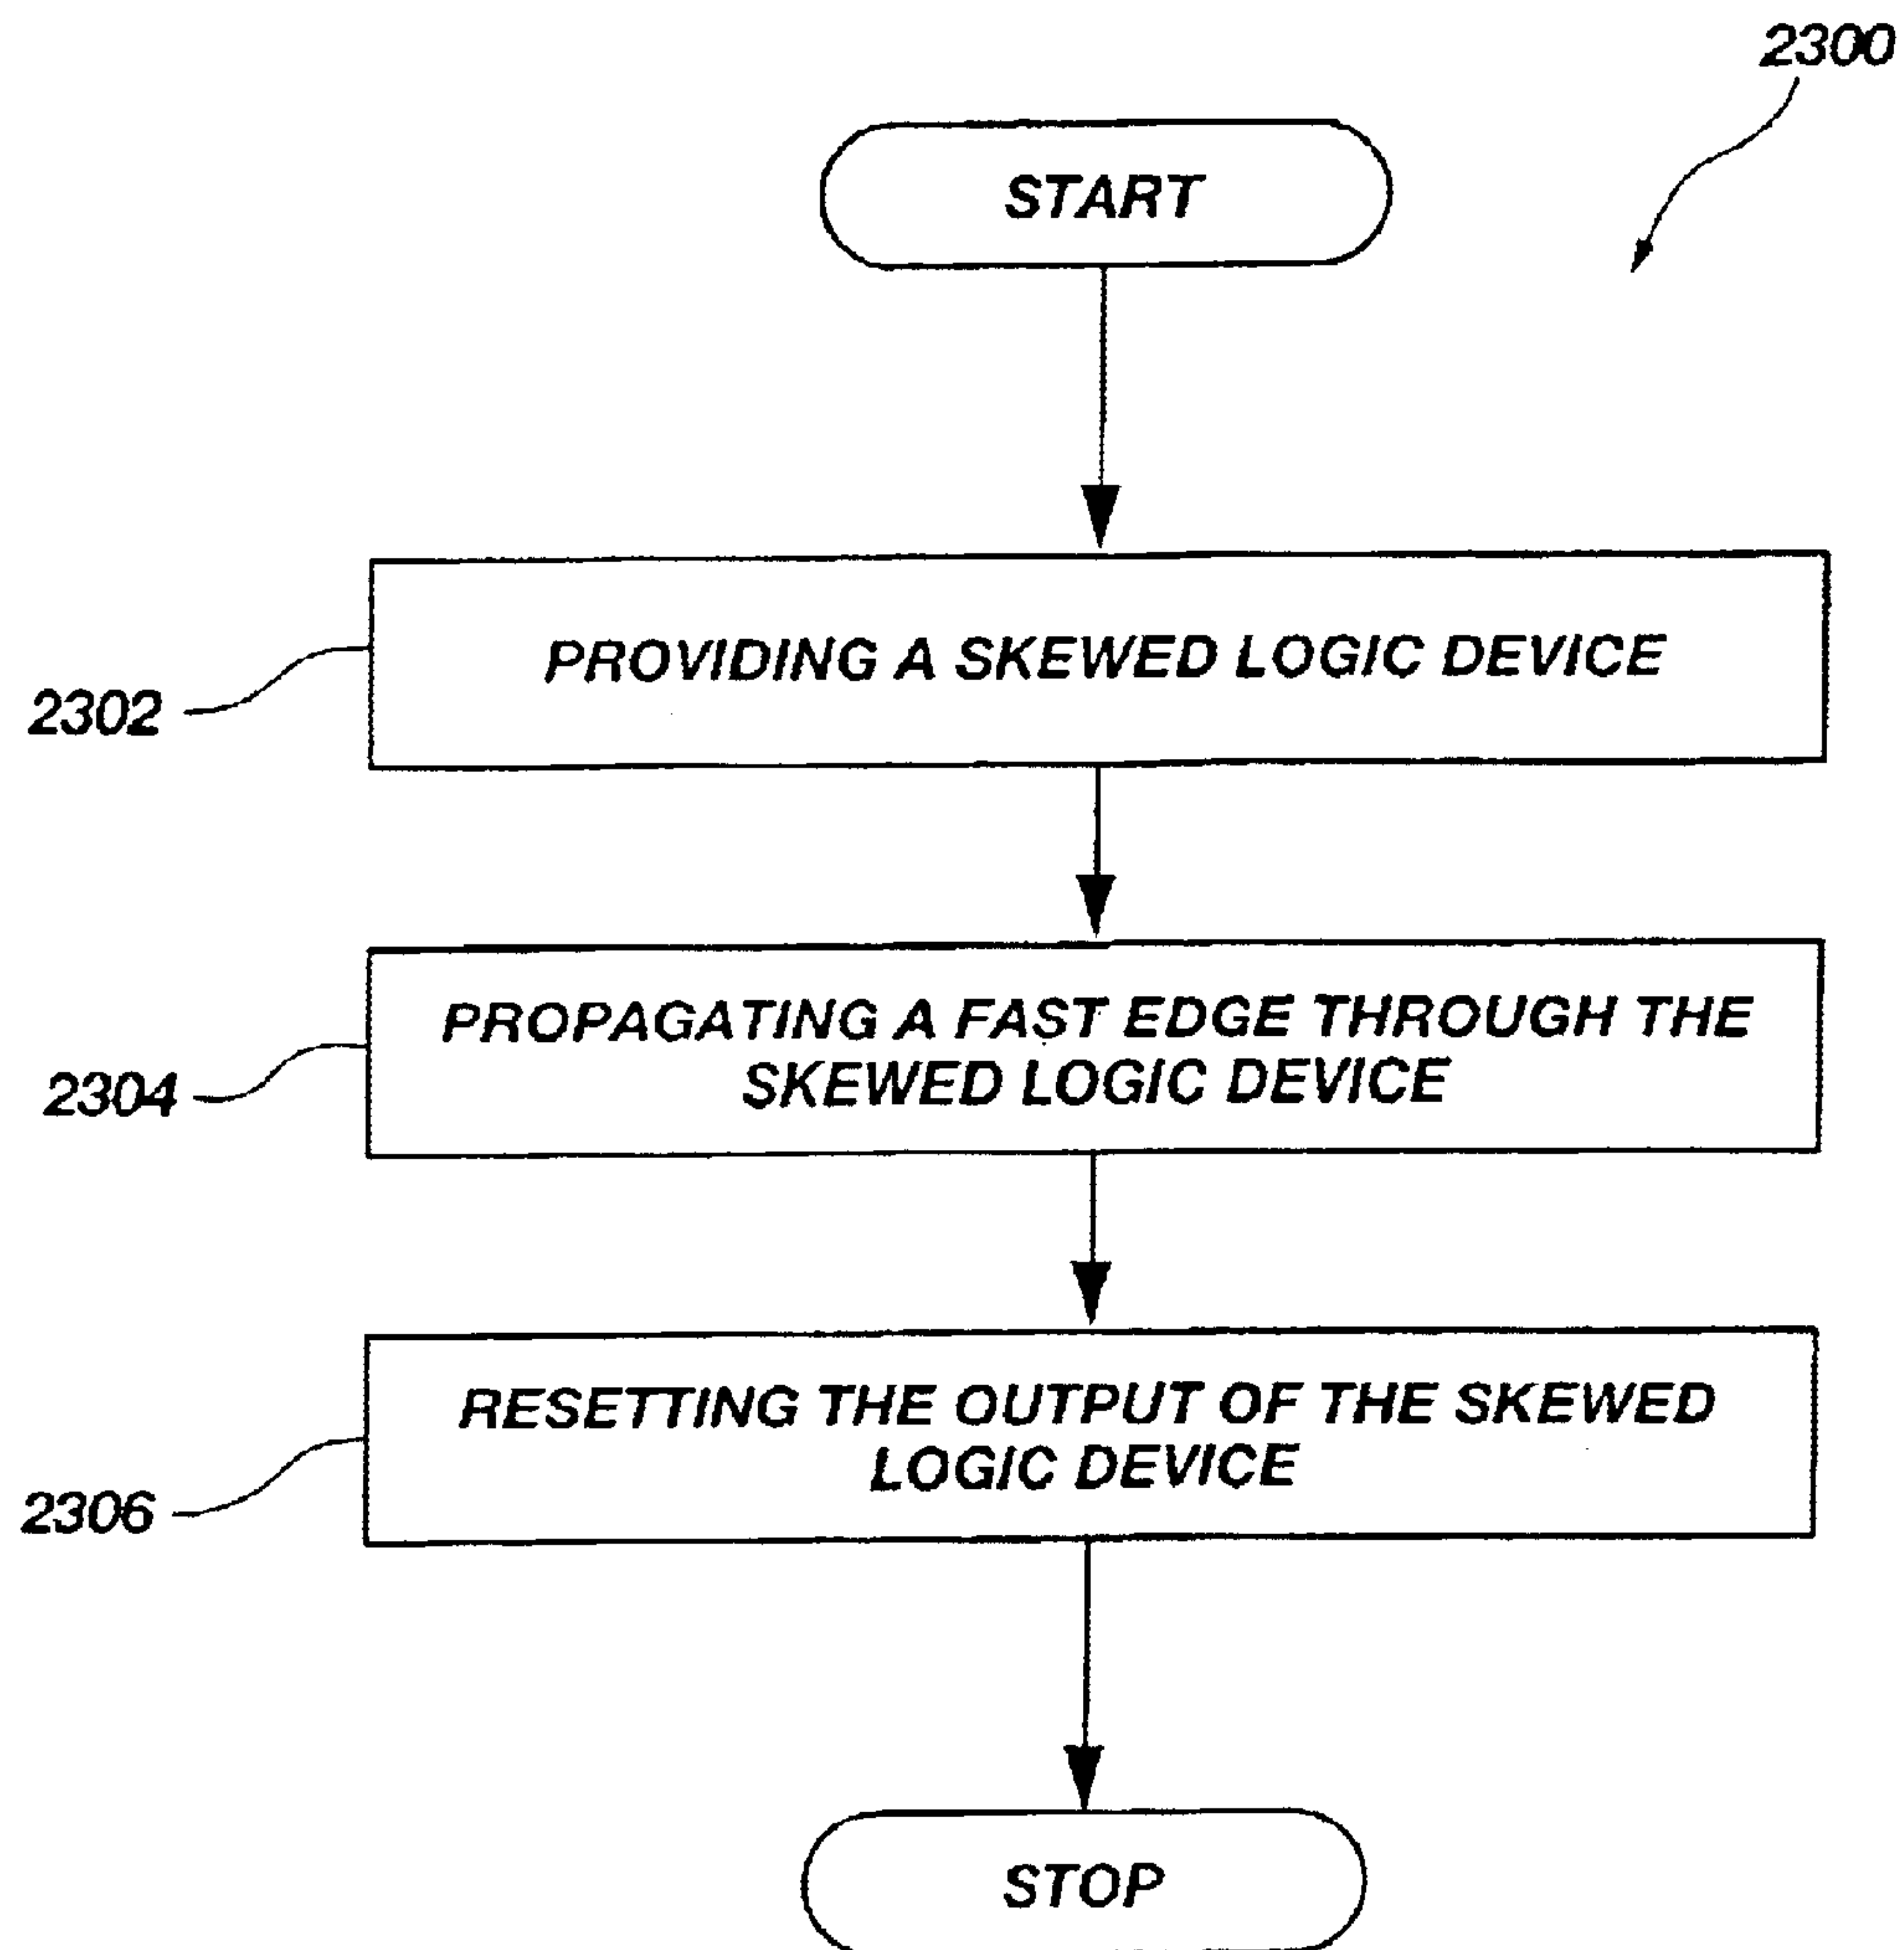 2300
START
PROVIDING A SKEWED LOGIC DEVICE
2302
PROPAGATING A FAST EDGE THROUGH THE
SKEWED LOGIC DEVICE
2304
RESETTING THE OUTPUT OF THE SKEWED
LOGIC DEVICE
2306
STOP